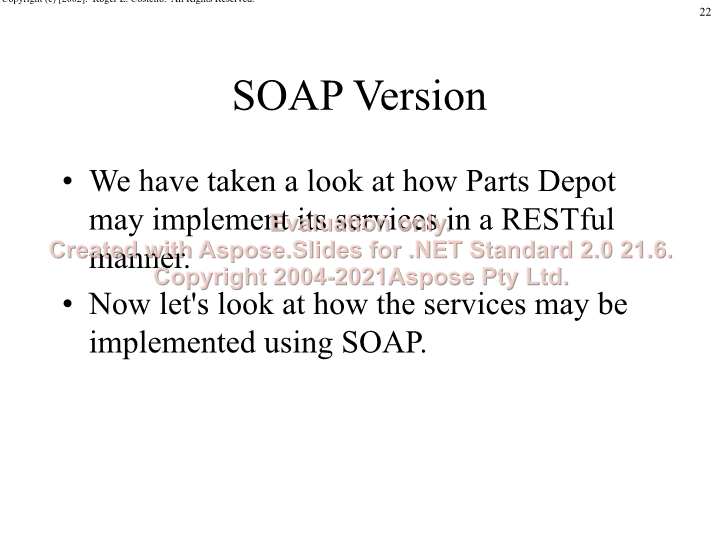 Copyright (c) [2002]. Roger L. Costello. All Rights Reserved.
22
SOAP Version
• We have taken a look at how Parts Depot
may implement its services in a RESTful
manner.
Evaluation only.
Created with Aspose.Slides for .NET Standard 2.0 21.6.
Copyright 2004-2021Aspose Pty Ltd.
• Now let's look at how the services may be
implemented using SOAP.